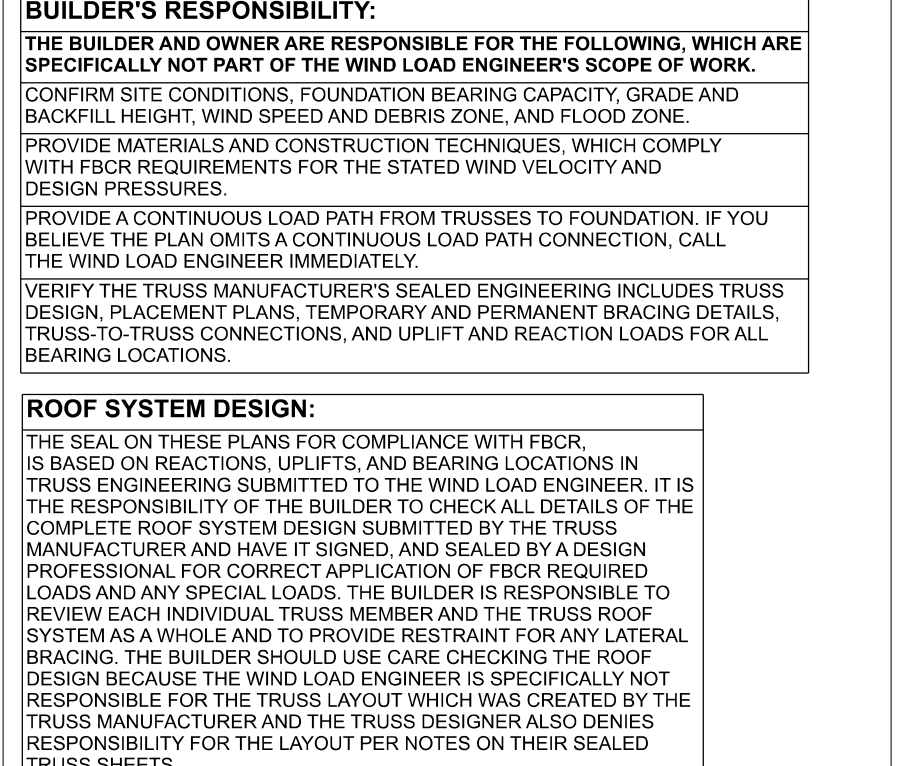 BUILDER'S RESPONSIBILITY:
THE BUILDER AND OWNER ARE RESPONSIBLE FOR THE FOLLOWING, WHICH ARE
SPECIFICALLY NOT PART OF THE WIND LOAD ENGINEER'S SCOPE OF WORK.
CONFIRM SITE CONDITIONS, FOUNDATION BEARING CAPACITY, GRADE AND
BACKFILL HEIGHT, WIND SPEED AND DEBRIS ZONE, AND FLOOD ZONE.
PROVIDE MATERIALS AND CONSTRUCTION TECHNIQUES, WHICH COMPLY
WITH FBCR REQUIREMENTS FOR THE STATED WIND VELOCITY AND
DESIGN PRESSURES.
PROVIDE A CONTINUOUS LOAD PATH FROM TRUSSES TO FOUNDATION. IF YOU
BELIEVE THE PLAN OMITS A CONTINUOUS LOAD PATH CONNECTION, CALL
THE WIND LOAD ENGINEER IMMEDIATELY.
VERIFY THE TRUSS MANUFACTURER'S SEALED ENGINEERING INCLUDES TRUSS
DESIGN, PLACEMENT PLANS, TEMPORARY AND PERMANENT BRACING DETAILS,
TRUSS-TO-TRUSS CONNECTIONS, AND UPLIFT AND REACTION LOADS FOR ALL
BEARING LOCATIONS.
ROOF SYSTEM DESIGN:
THE SEAL ON THESE PLANS FOR COMPLIANCE WITH FBCR,
IS BASED ON REACTIONS, UPLIFTS, AND BEARING LOCATIONS IN
TRUSS ENGINEERING SUBMITTED TO THE WIND LOAD ENGINEER. IT IS
THE RESPONSIBILITY OF THE BUILDER TO CHECK ALL DETAILS OF THE
COMPLETE ROOF SYSTEM DESIGN SUBMITTED BY THE TRUSS
MANUFACTURER AND HAVE IT SIGNED, AND SEALED BY A DESIGN
PROFESSIONAL FOR CORRECT APPLICATION OF FBCR REQUIRED
LOADS AND ANY SPECIAL LOADS. THE BUILDER IS RESPONSIBLE TO
REVIEW EACH INDIVIDUAL TRUSS MEMBER AND THE TRUSS ROOF
SYSTEM AS A WHOLE AND TO PROVIDE RESTRAINT FOR ANY LATERAL
BRACING. THE BUILDER SHOULD USE CARE CHECKING THE ROOF
DESIGN BECAUSE THE WIND LOAD ENGINEER IS SPECIFICALLY NOT
RESPONSIBLE FOR THE TRUSS LAYOUT WHICH WAS CREATED BY THE
TRUSS MANUFACTURER AND THE TRUSS DESIGNER ALSO DENIES
RESPONSIBILITY FOR THE LAYOUT PER NOTES ON THEIR SEALED
TRUSS SHEETS.